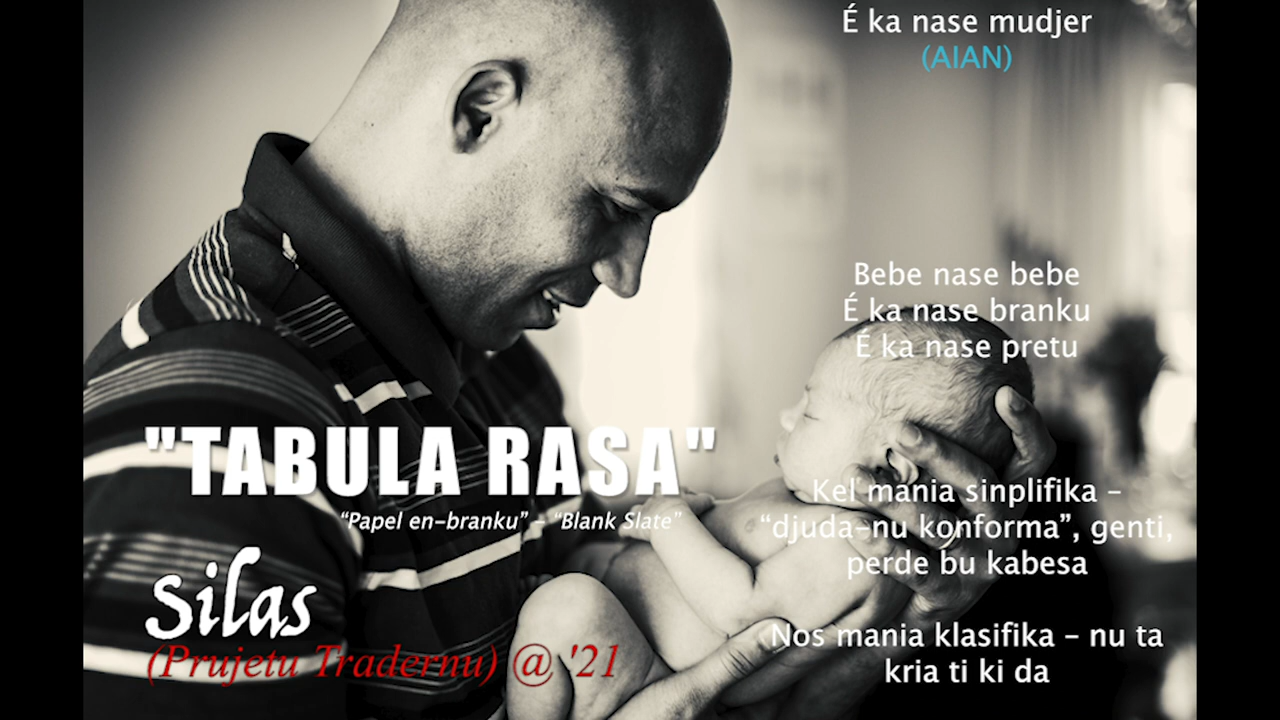 É ka nase mudjer
(AIAN)
Bebe nase bebe
É ka nase branku
É ka nase pretu
"TABULA RASA"
“Papel en-branku” – “Blank Slate”
Silas
(Prujetu Tradernu) @ '21
Kel mania sinplifika –
“djuda-nu konforma”, genti,
perde bu kabesa
Nos mania klasifika – nu ta
kria ti ki da